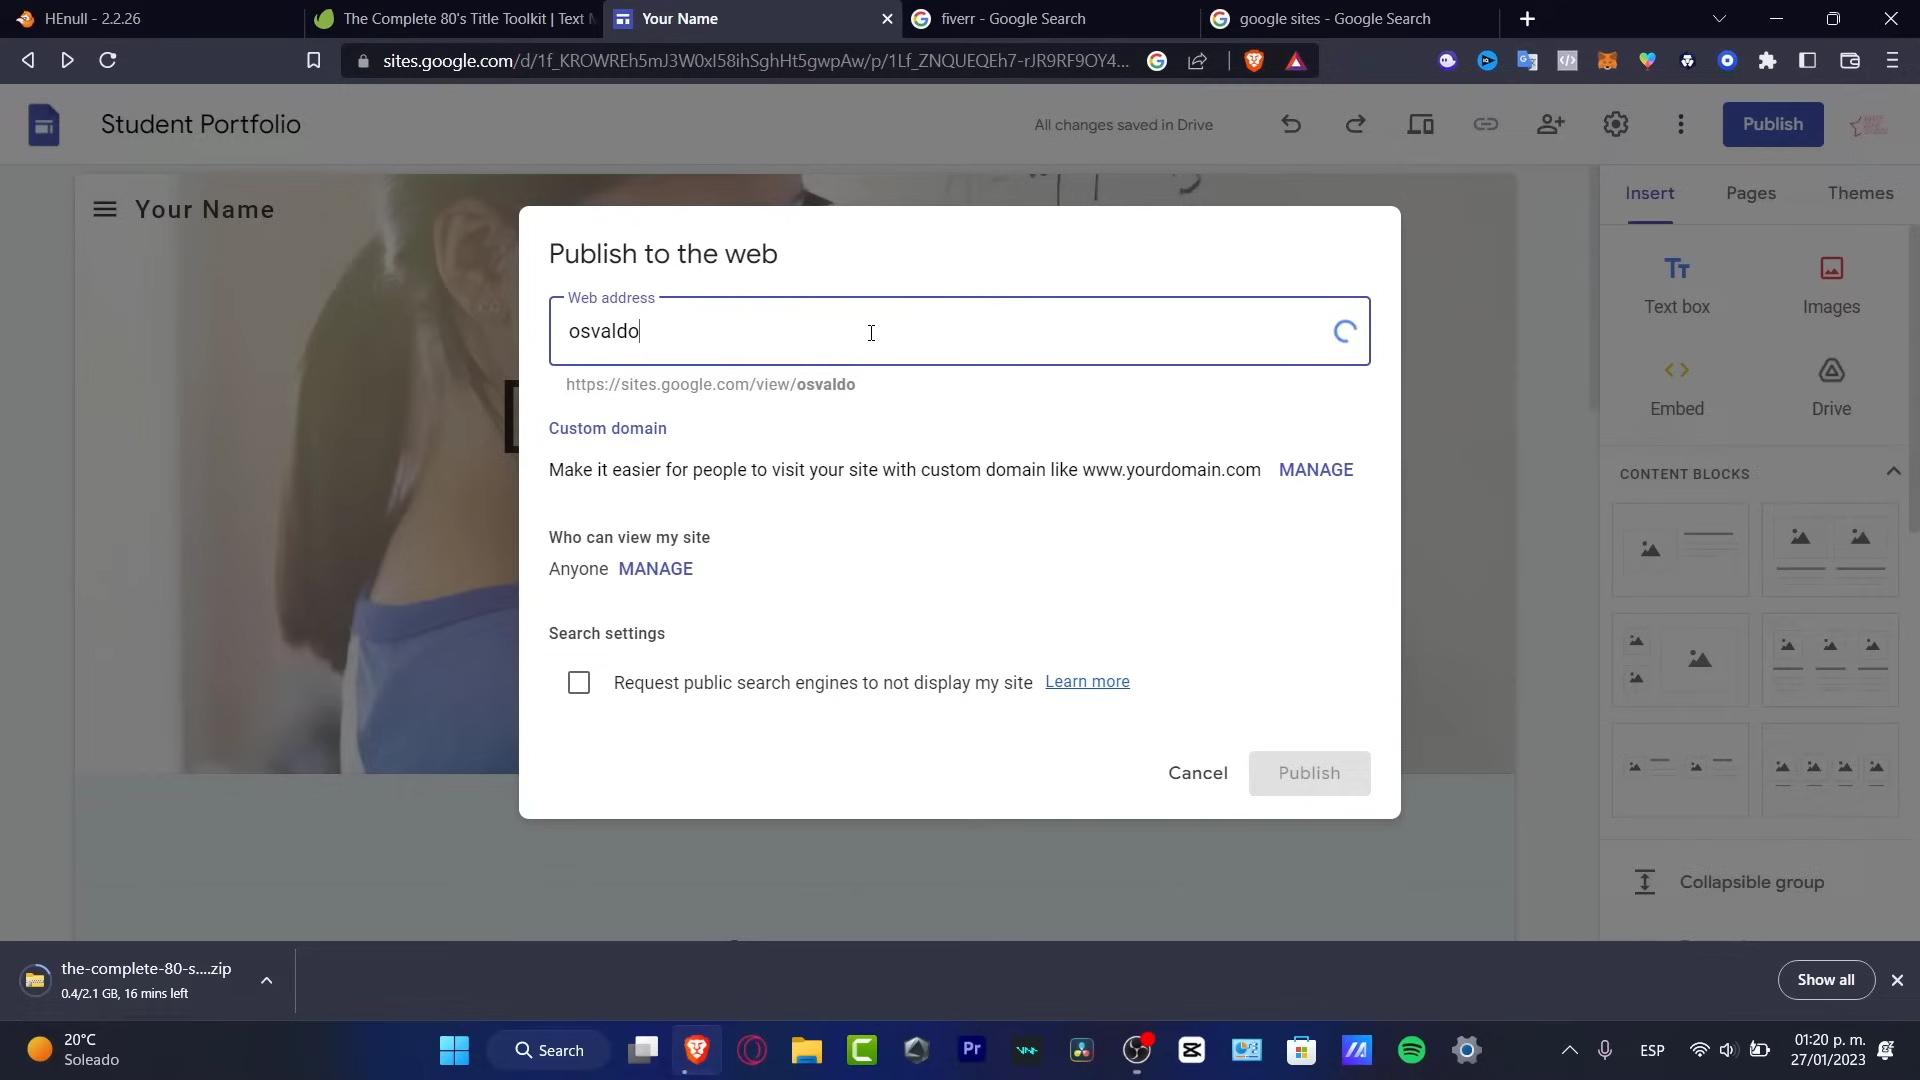 HEnull - 2.2.26
The Complete 80's Title Toolkit | Text M
Your Name
fiverr - Google Search
google sites - Google Search
sites.google.com/d/1f_KROWREh5mJ3W0xI58ihSghHt5gwpAw/p/1Lf_ZNQUEQEh7-rJR9RF9OY4...
Student Portfolio
All changes saved in Drive
Publish
Your Name
Insert
Pages
Themes
Text box
Images
Embed
Drive
CONTENT BLOCKS
Collapsible group
Publish to the web
Web address
osvaldo
https://sites.google.com/view/osvaldo
Custom domain
Make it easier for people to visit your site with custom domain like www.yourdomain.com MANAGE
Who can view my site
Anyone MANAGE
Search settings
Request public search engines to not display my site Learn more
Cancel
Publish
the-complete-80-s....zip
0.4/2.1 GB, 16 mins left
Show all
20°C
Soleado
Search
Pr
ESP
01:20 p. m.
27/01/2023